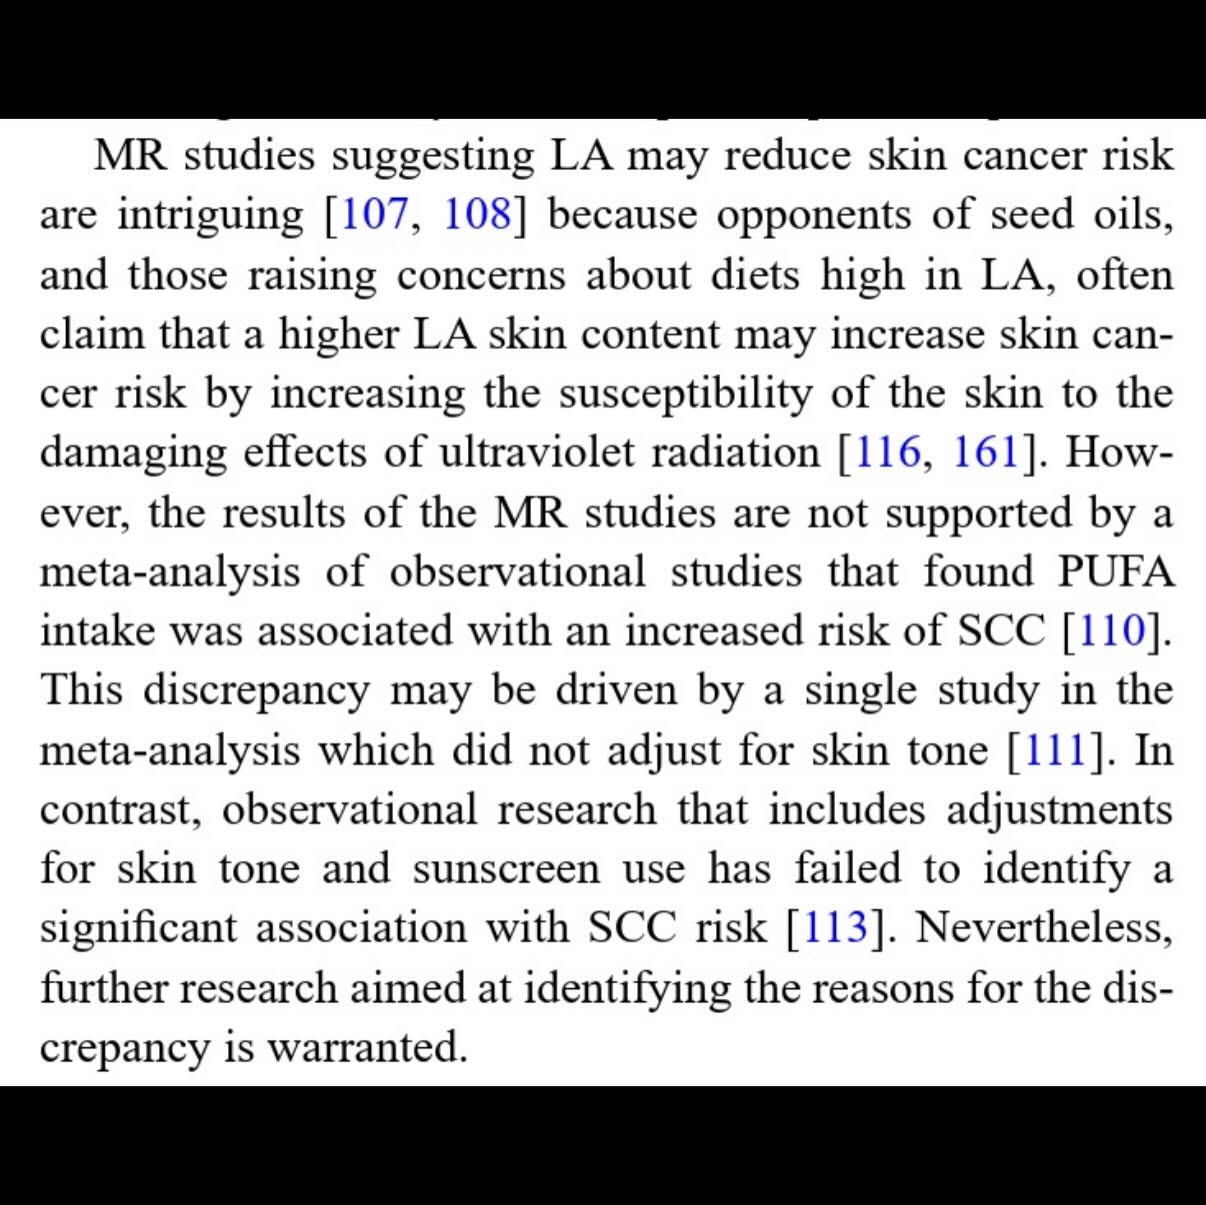 MR studies suggesting LA may reduce skin cancer risk
are intriguing [107, 108] because opponents of seed oils,
and those raising concerns about diets high in LA, often
claim that a higher LA skin content may increase skin can-
cer risk by increasing the susceptibility of the skin to the
damaging effects of ultraviolet radiation [116, 161]. How-
ever, the results of the MR studies are not supported by a
meta-analysis of observational studies that found PUFA
intake was associated with an increased risk of SCC [110].
This discrepancy may be driven by a single study in the
meta-analysis which did not adjust for skin tone [111]. In
contrast, observational research that includes adjustments
for skin tone and sunscreen use has failed to identify a
significant association with SCC risk [113]. Nevertheless,
further research aimed at identifying the reasons for the dis-
crepancy is warranted.